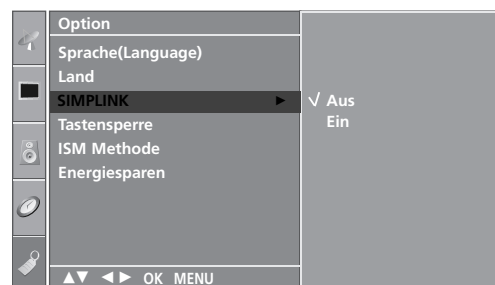 Option
Sprache(Language)
Land
SIMPLINK ► √ Aus
Tastensperre Ein
ISM Methode
Energiesparen
▲▼ ◄► OK MENU